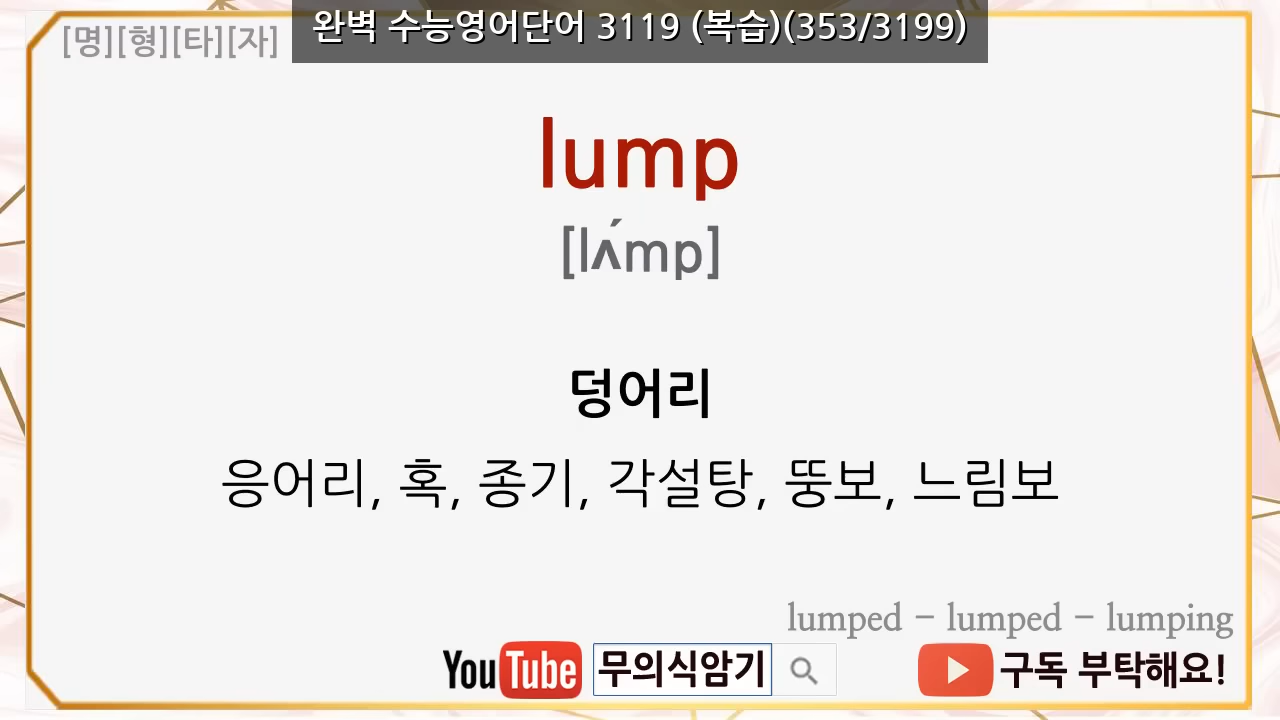 완벽 수능영어단어 3119 (복습)(353/3199)
[명][형][타][자]
lump
[lʌ́mp]
덩어리
응어리, 혹, 종기, 각설탕, 뚱보, 느림보
lumped - lumped - lumping
YouTube 무의식암기 구독 부탁해요!